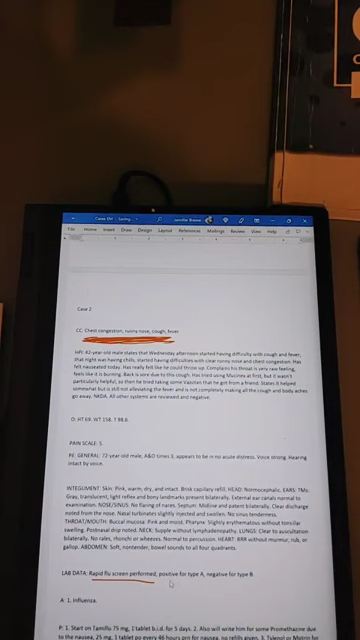 Cases EM - Saving...
Jennifer
File Home Insert Draw Design Layout References Mailings Review View Help
Case 2
CC: Chest congestion, runny nose, cough, fever
HPI: 42-year-old male states that Wednesday afternoon started having difficulty with cough and fever,
that night was having chills, started having difficulties with clear runny nose and chest congestion. Has
felt nauseated today. Has really felt like he could throw up. Complains his throat is very raw feeling,
feels like it is burning. Back is sore due to this cough. Has tried using Mucinex at first, but it wasn't
particularly helpful, so then he tried taking some that he got from a friend. States it helped
somewhat but is still not alleviating the fever and is not completely making all the cough and body aches
go away. NKDA. All other systems are reviewed and negative.
O: HT 69. WT 158. T 98.6.
PAIN SCALE: 5.
PE: GENERAL: 72-year-old male, A&O times 3, appears to be in no acute distress. Voice strong. Hearing
intact by voice.
INTEGUMENT: Skin: Pink, warm, dry, and intact. Brisk capillary refill. HEAD: Normocephalic. EARS: TMs:
Gray, translucent, light reflex and bony landmarks present bilaterally. External ear canals normal to
examination. NOSE/SINUS: No flaring of nares. Septum: Midline and patent bilaterally. Clear discharge
noted from the nose. Nasal turbinates slightly injected and swollen. No sinus tenderness.
THROAT/MOUTH: Buccal mucosa: Pink and moist. Pharynx: Slightly erythematous without tonsillar
swelling. Postnasal drip noted. NECK: Supple without lymphadenopathy. LUNGS: Clear to auscultation
bilaterally. No rales, rhonchi or wheezes. Normal to percussion. HEART: RRR without murmur, rub, or
gallop. ABDOMEN: Soft, nontender, bowel sounds to all four quadrants.
LAB DATA: Rapid flu screen performed, positive for type A, negative for type B.
A: 1. Influenza.
P: 1. Start on Tamiflu 75 mg, 1 tablet b.i.d. for 5 days. 2. Also will write him for some Promethazine due
to the nausea, 25 mg, 1 tablet po every 46 hours prn for nausea, no refills given. 3. Tylenol or Motrin for